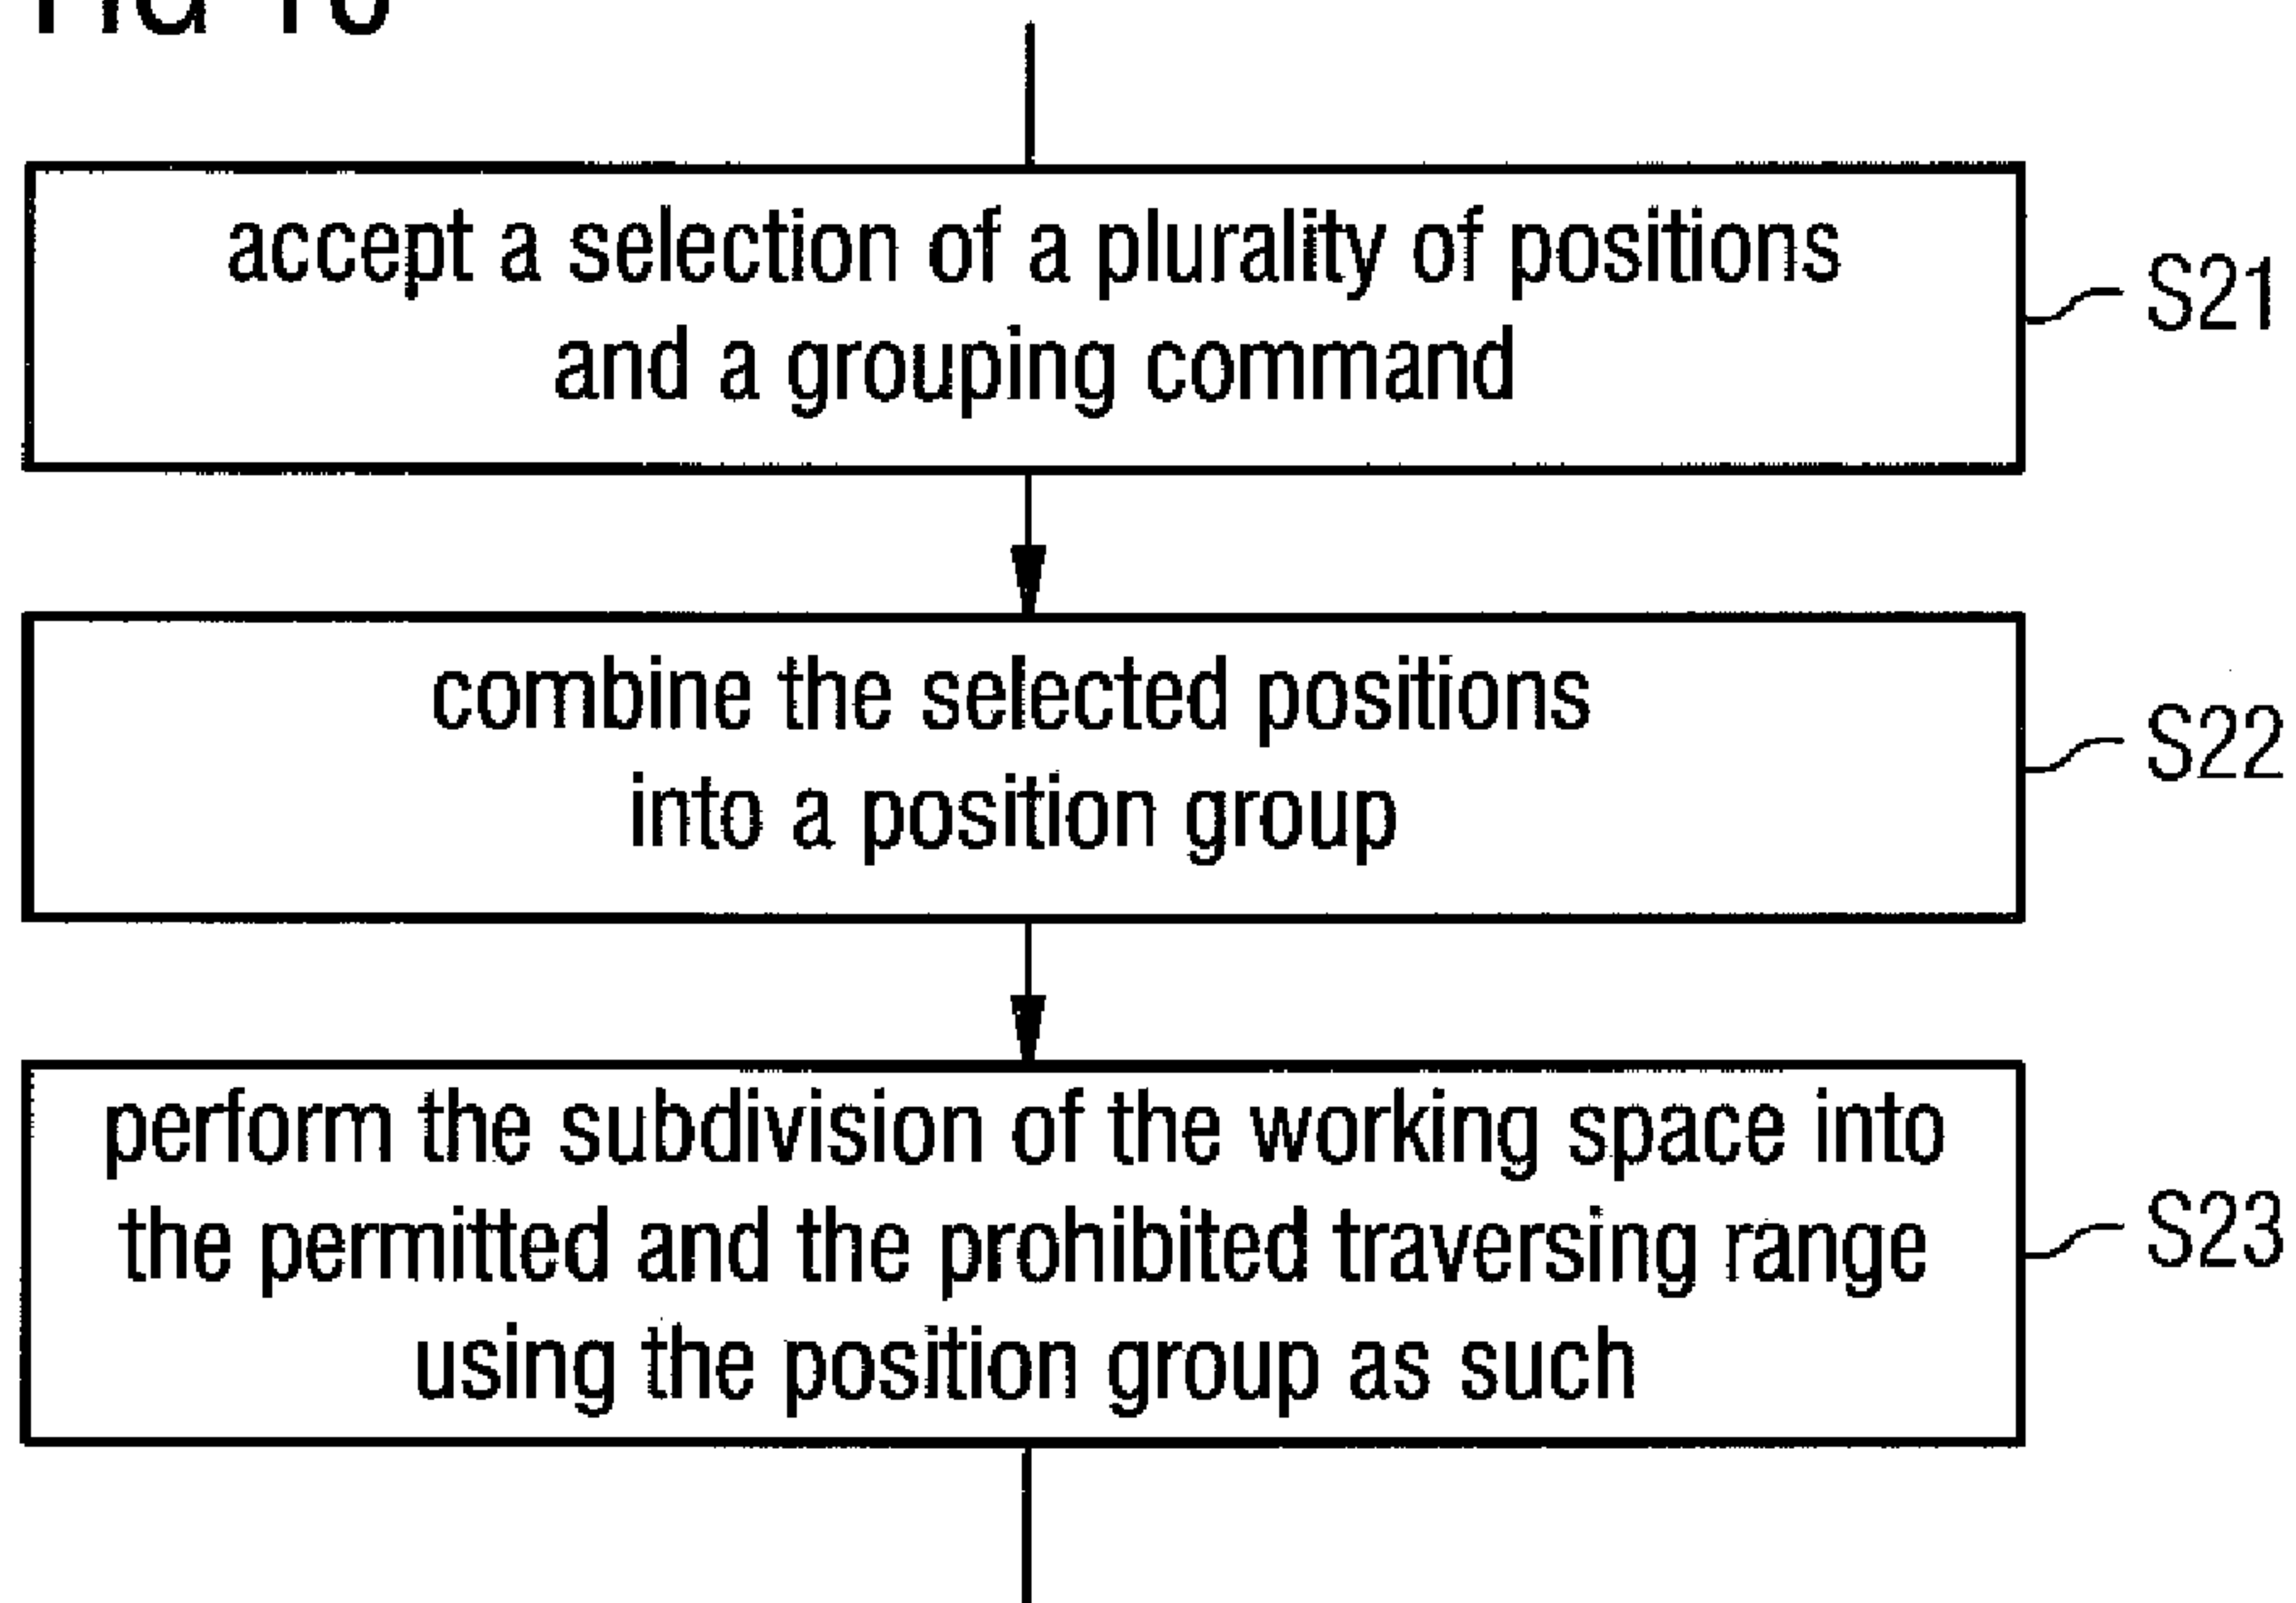 accept a selection of a plurality of positions
and a grouping command
S21
combine the selected positions
into a position group
S22
perform the subdivision of the working space into
the permitted and the prohibited traversing range
using the position group as such
S23